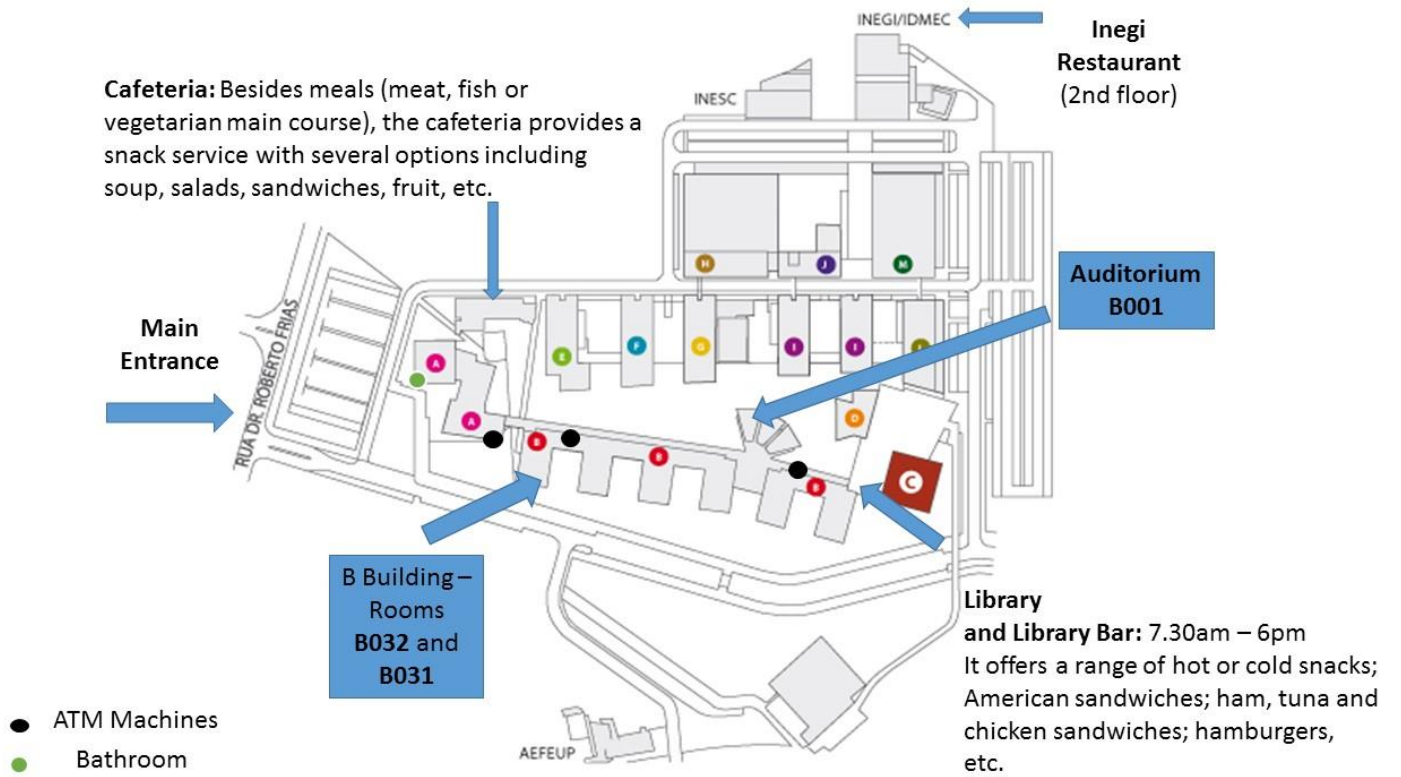 INEGI/IDMEC
Inegi
Restaurant
(2nd floor)
Cafeteria: Besides meals (meat, fish or
vegetarian main course), the cafeteria provides a
snack service with several options including
soup, salads, sandwiches, fruit, etc.
INESC
H
J
M
Auditorium
B001
Main
Entrance
RUA DR. ROBERTO FRIAS
A
E
F
G
I
I
L
A
D
B
B
B
C
B Building –
Rooms
B032 and
B031
Library
and Library Bar: 7.30am – 6pm
It offers a range of hot or cold snacks;
American sandwiches; ham, tuna and
chicken sandwiches; hamburgers,
etc.
ATM Machines
Bathroom
AEFEUP